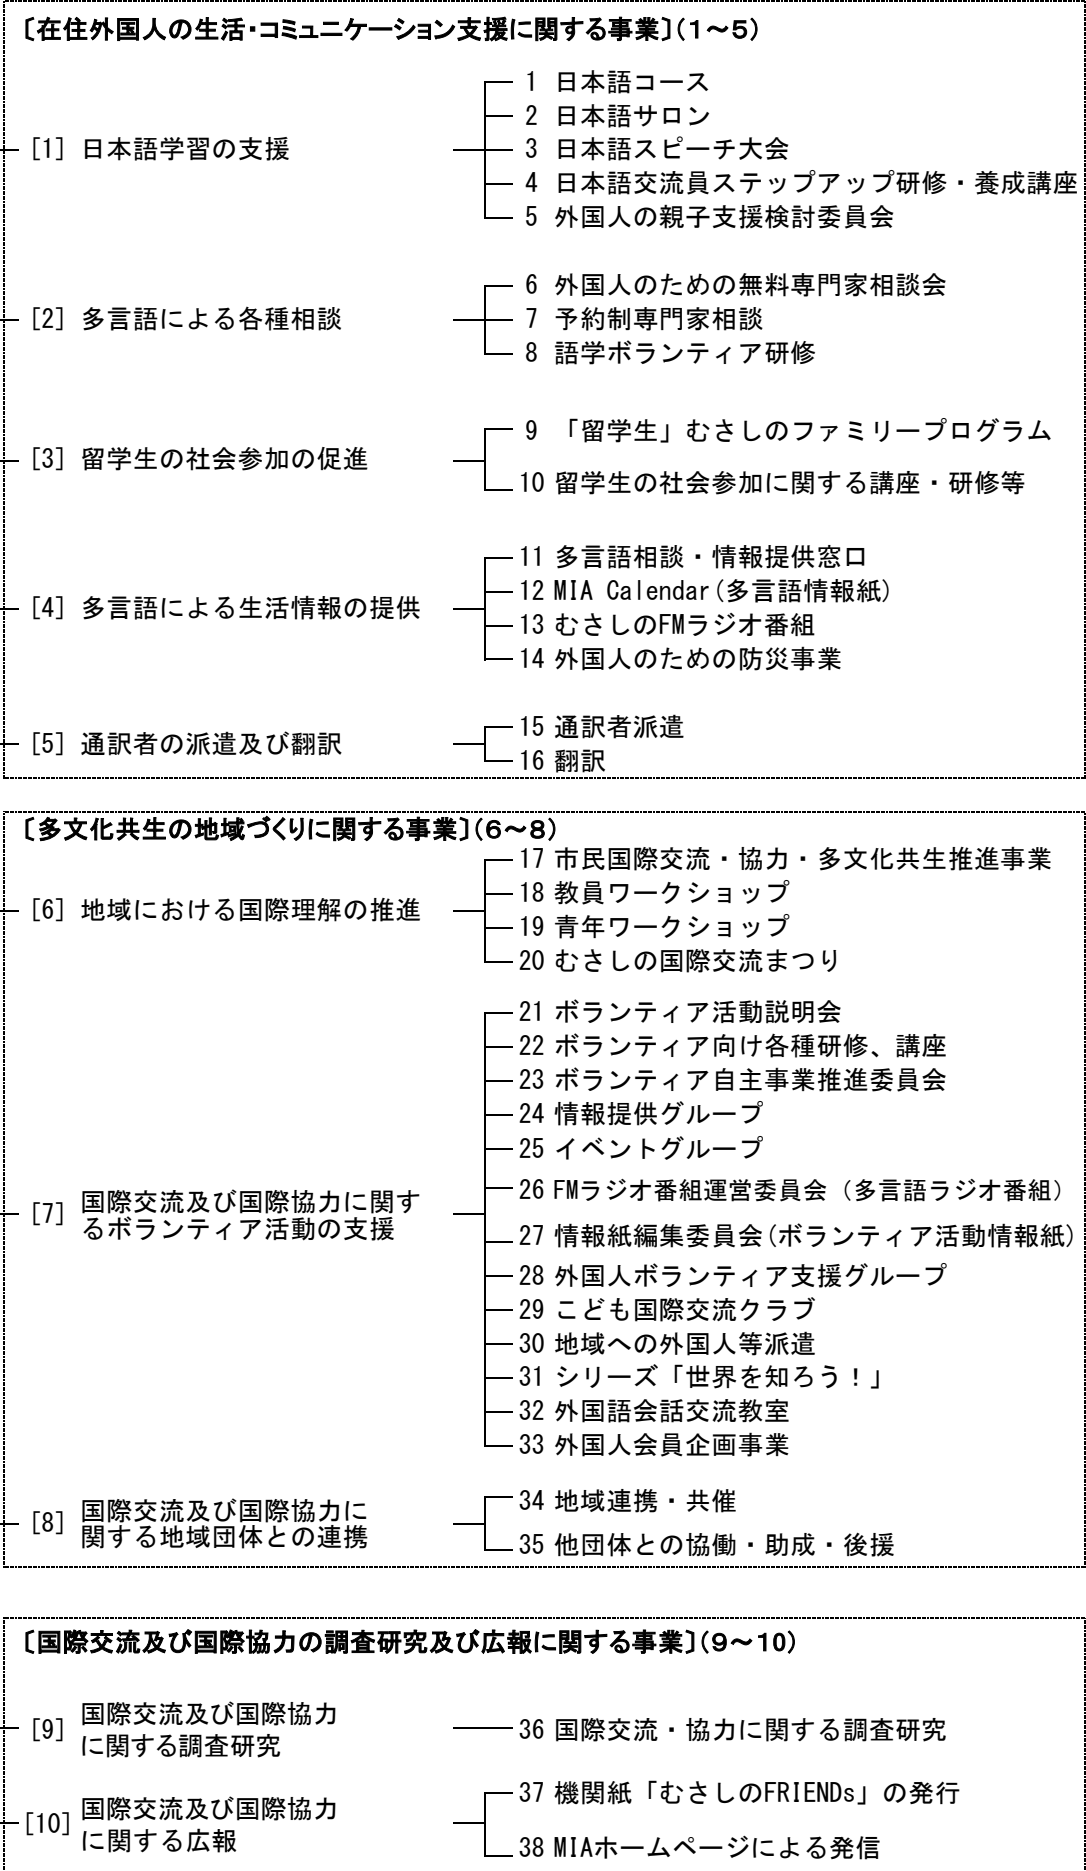 〔在住外国人の生活・コミュニケーション支援に関する事業〕(1～5)
[1] 日本語学習の支援
1 日本語コース
2 日本語サロン
3 日本語スピーチ大会
4 日本語交流員ステップアップ研修・養成講座
5 外国人の親子支援検討委員会
[2] 多言語による各種相談
6 外国人のための無料専門家相談会
7 予約制専門家相談
8 語学ボランティア研修
[3] 留学生の社会参加の促進
9 「留学生」むさしのファミリープログラム
10 留学生の社会参加に関する講座・研修等
[4] 多言語による生活情報の提供
11 多言語相談・情報提供窓口
12 MIA Calendar(多言語情報紙)
13 むさしのFMラジオ番組
14 外国人のための防災事業
[5] 通訳者の派遣及び翻訳
15 通訳者派遣
16 翻訳
〔多文化共生の地域づくりに関する事業〕(6～8)
[6] 地域における国際理解の推進
17 市民国際交流・協力・多文化共生推進事業
18 教員ワークショップ
19 青年ワークショップ
20 むさしの国際交流まつり
[7] 国際交流及び国際協力に関す
るボランティア活動の支援
21 ボランティア活動説明会
22 ボランティア向け各種研修、講座
23 ボランティア自主事業推進委員会
24 情報提供グループ
25 イベントグループ
26 FMラジオ番組運営委員会（多言語ラジオ番組）
27 情報紙編集委員会(ボランティア活動情報紙)
28 外国人ボランティア支援グループ
29 こども国際交流クラブ
30 地域への外国人等派遣
31 シリーズ「世界を知ろう！」
32 外国語会話交流教室
33 外国人会員企画事業
[8] 国際交流及び国際協力に
関する地域団体との連携
34 地域連携・共催
35 他団体との協働・助成・後援
〔国際交流及び国際協力の調査研究及び広報に関する事業〕(9～10)
[9] 国際交流及び国際協力
に関する調査研究
36 国際交流・協力に関する調査研究
[10] 国際交流及び国際協力
に関する広報
37 機関紙「むさしのFRIENDs」の発行
38 MIAホームページによる発信